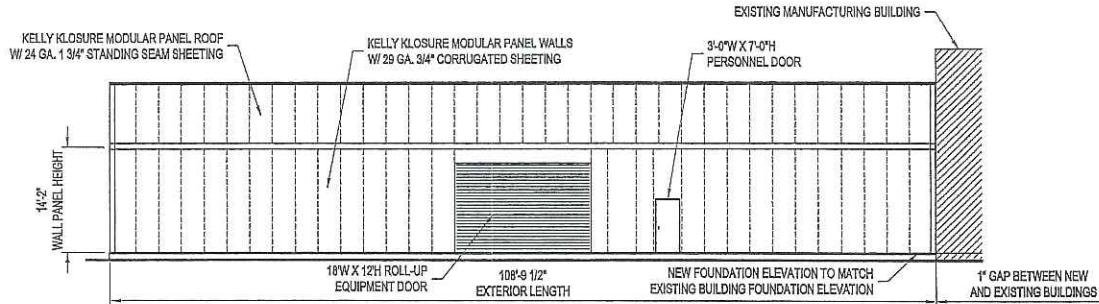 EXISTING MANUFACTURING BUILDING
KELLY KLOSURE MODULAR PANEL ROOF
W/ 24 GA. 1 3/4" STANDING SEAM SHEETING
KELLY KLOSURE MODULAR PANEL WALLS
W/ 29 GA. 3/4" CORRUGATED SHEETING
3'-0"W X 7'-0"H
PERSONNEL DOOR
14'-2"
WALL PANEL HEIGHT
18'W X 12'H ROLL-UP
EQUIPMENT DOOR
108'-9 1/2"
EXTERIOR LENGTH
NEW FOUNDATION ELEVATION TO MATCH
EXISTING BUILDING FOUNDATION ELEVATION
1" GAP BETWEEN NEW
AND EXISTING BUILDINGS